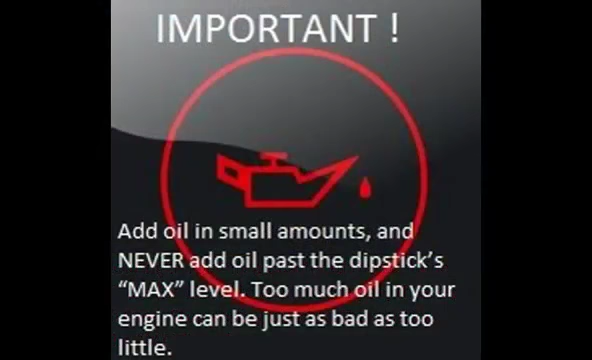 IMPORTANT !
Add oil in small amounts, and
NEVER add oil past the dipstick's
“MAX” level. Too much oil in your
engine can be just as bad as too
little.